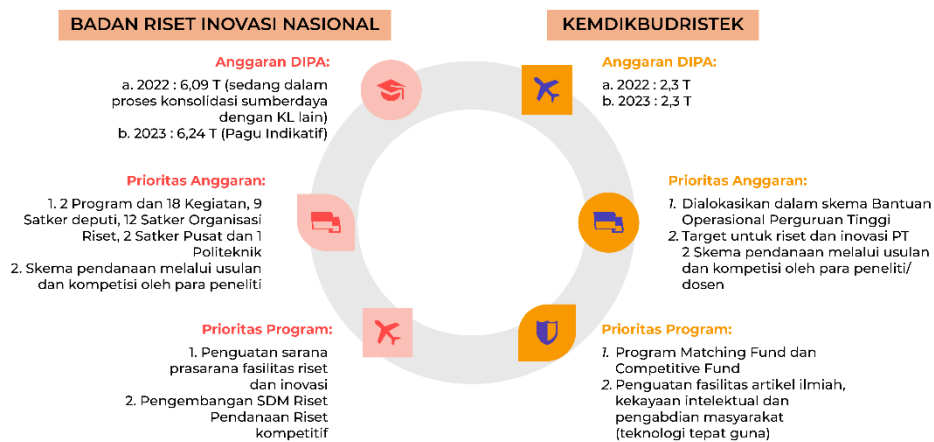 BADAN RISET INOVASI NASIONAL
Anggaran DIPA:
a. 2022 : 6,09 T (sedang dalam
proses konsolidasi sumberdaya
dengan KL lain)
b. 2023 : 6,24 T (Pagu Indikatif)
Prioritas Anggaran:
1. 2 Program dan 18 Kegiatan, 9
Satker deputi, 12 Satker Organisasi
Riset, 2 Satker Pusat dan 1
Politeknik
2. Skema pendanaan melalui usulan
dan kompetisi oleh para peneliti
Prioritas Program:
1. Penguatan sarana
prasarana fasilitas riset
dan inovasi
2. Pengembangan SDM Riset
Pendanaan Riset
kompetitif
KEMDIKBUDRISTEK
Anggaran DIPA:
a. 2022 : 2,3 T
b. 2023 : 2,3 T
Prioritas Anggaran:
1. Dialokasikan dalam skema Bantuan
Operasional Perguruan Tinggi
2. Target untuk riset dan inovasi PT
2 Skema pendanaan melalui usulan
dan kompetisi oleh para peneliti/
dosen
Prioritas Program:
1. Program Matching Fund dan
Competitive Fund
2. Penguatan fasilitas artikel ilmiah,
kekayaan intelektual dan
pengabdian masyarakat
(teknologi tepat guna)